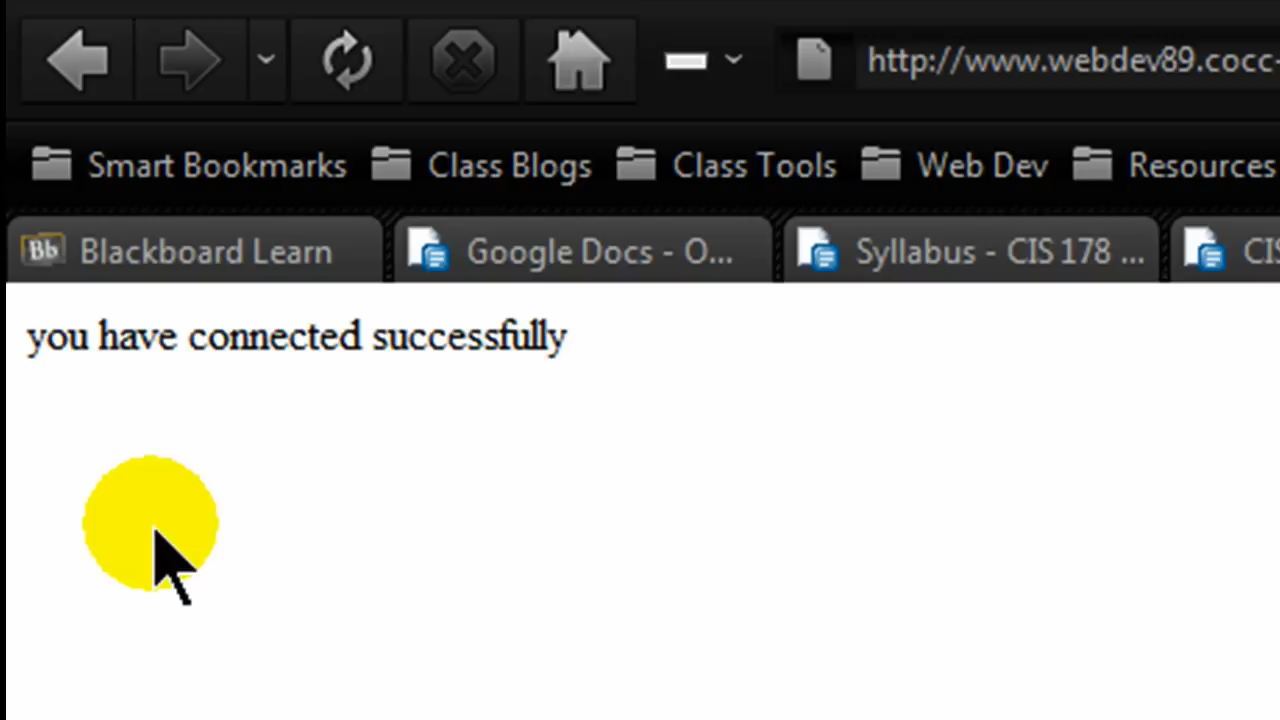 http://www.webdev89.cocc-
Smart Bookmarks Class Blogs Class Tools Web Dev Resources
Bb Blackboard Learn Google Docs - O... Syllabus - CIS 178 ... CIS
you have connected successfully